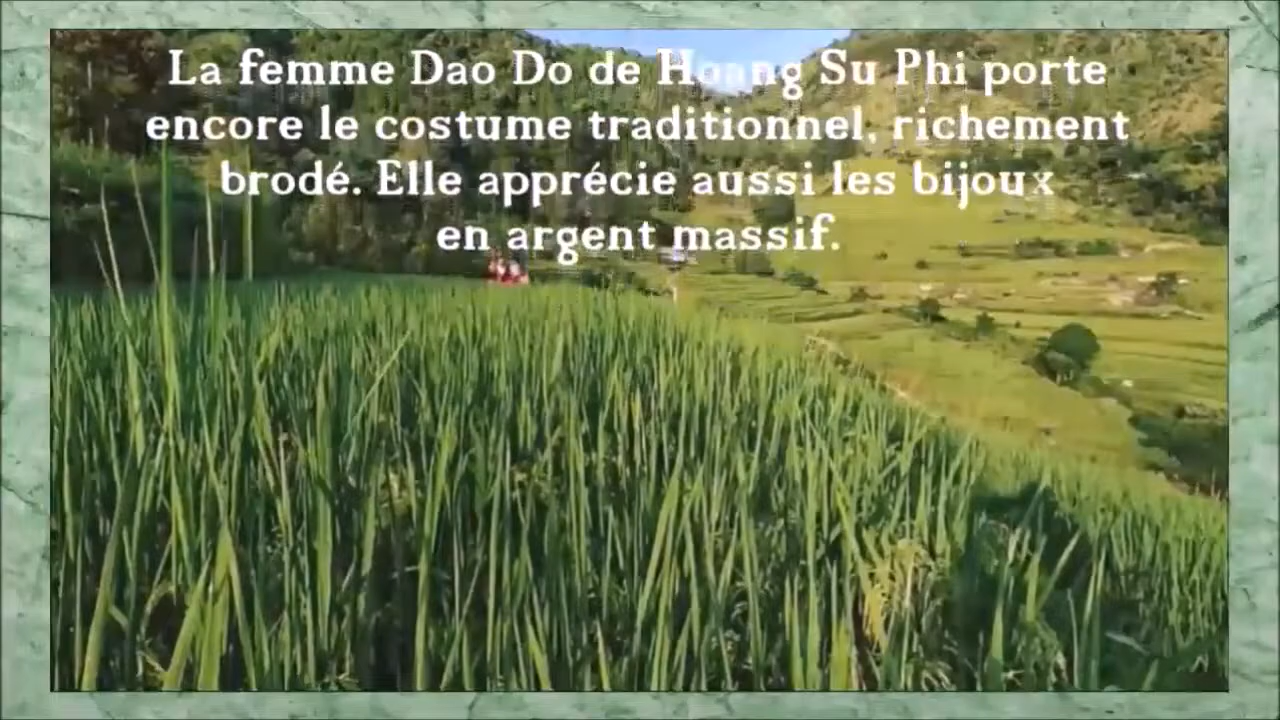 La femme Dao Do de Hoang Su Phi porte
encore le costume traditionnel, richement
brodé. Elle apprécie aussi les bijoux
en argent massif.